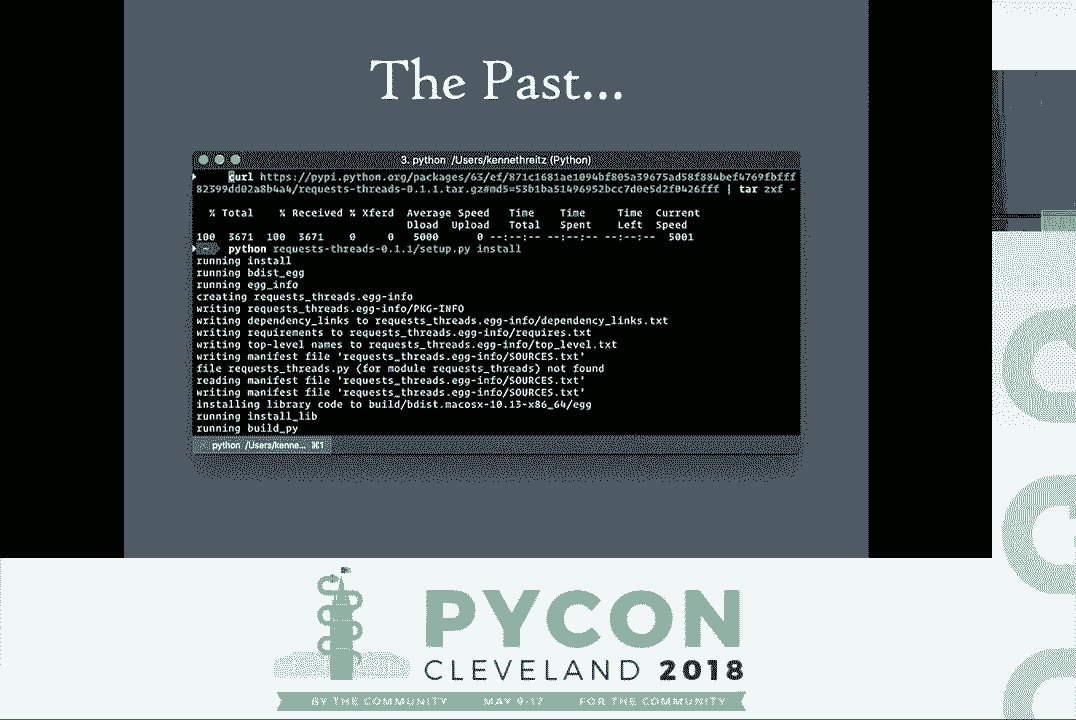 The Past...
3. python /Users/kennethreitz (Python)
curl https://pypi.python.org/packages/63/ef/871c1681ae1094bf805a39675ad58f884bef4769fbfff
82399dd02a8b4a4/requests-threads-0.1.1.tar.gz#md5=53b1ba51496952bcc7d0e5d2f0426fff | tar zxf -
% Total % Received % Xferd Average Speed Time Time Time Current
Dload Upload Total Spent Left Speed
100 3671 100 3671 0 0 5000 0 --:--:-- --:--:-- --:--:-- 5001
~ python requests-threads-0.1.1/setup.py install
running install
running bdist_egg
running egg_info
creating requests_threads.egg-info
writing requests_threads.egg-info/PKG-INFO
writing dependency_links to requests_threads.egg-info/dependency_links.txt
writing requirements to requests_threads.egg-info/requires.txt
writing top-level names to requests_threads.egg-info/top_level.txt
writing manifest file 'requests_threads.egg-info/SOURCES.txt'
file requests_threads.py (for module requests_threads) not found
reading manifest file 'requests_threads.egg-info/SOURCES.txt'
writing manifest file 'requests_threads.egg-info/SOURCES.txt'
installing library code to build/bdist.macosx-10.13-x86_64/egg
running install_lib
running build_py
python /Users/kenne... ⌘1
PYCON
CLEVELAND 2018
BY THE COMMUNITY MAY 9-17 FOR THE COMMUNITY